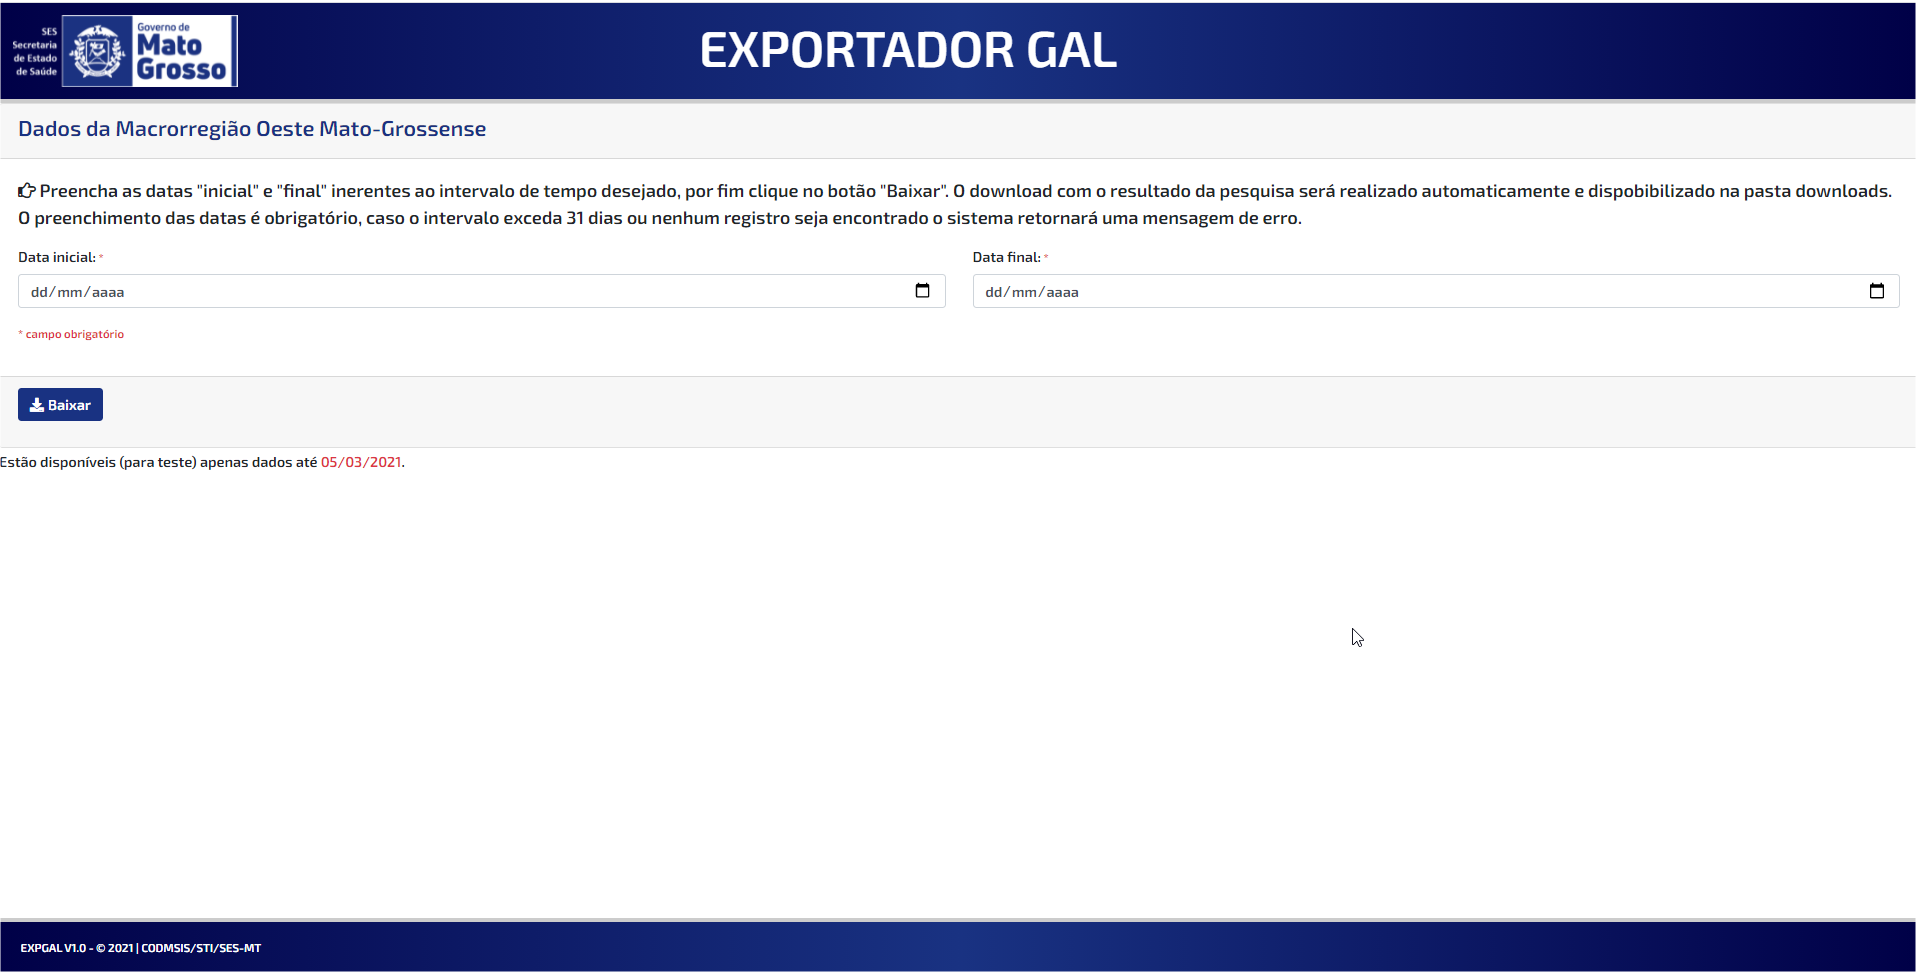 SES
Secretaria
de Estado
de Saúde
Governo de
Mato
Grosso
EXPORTADOR GAL
Dados da Macrorregião Oeste Mato-Grossense
Preencha as datas "inicial" e "final" inerentes ao intervalo de tempo desejado, por fim clique no botão "Baixar". O download com o resultado da pesquisa será realizado automaticamente e dispobibilizado na pasta downloads.
O preenchimento das datas é obrigatório, caso o intervalo exceda 31 dias ou nenhum registro seja encontrado o sistema retornará uma mensagem de erro.
Data inicial: *
Data final: *
dd/mm/aaaa
dd/mm/aaaa
* campo obrigatório
Baixar
Estão disponíveis (para teste) apenas dados até 05/03/2021.
EXPGAL V1.0 - © 2021 | CODMSIS/STI/SES-MT